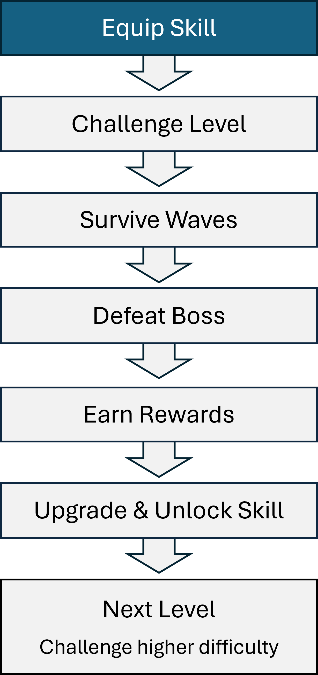 Equip Skill
Challenge Level
Survive Waves
Defeat Boss
Earn Rewards
Upgrade & Unlock Skill
Next Level
Challenge higher difficulty